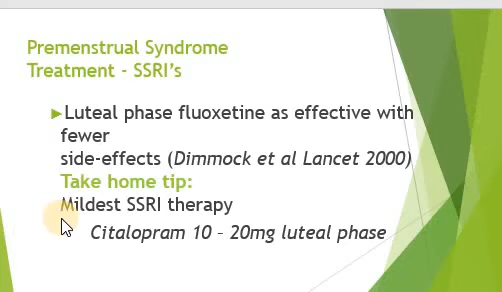 Premenstrual Syndrome
Treatment - SSRI’s
►Luteal phase fluoxetine as effective with
fewer
side-effects (Dimmock et al Lancet 2000)
Take home tip:
Mildest SSRI therapy
Citalopram 10 – 20mg luteal phase